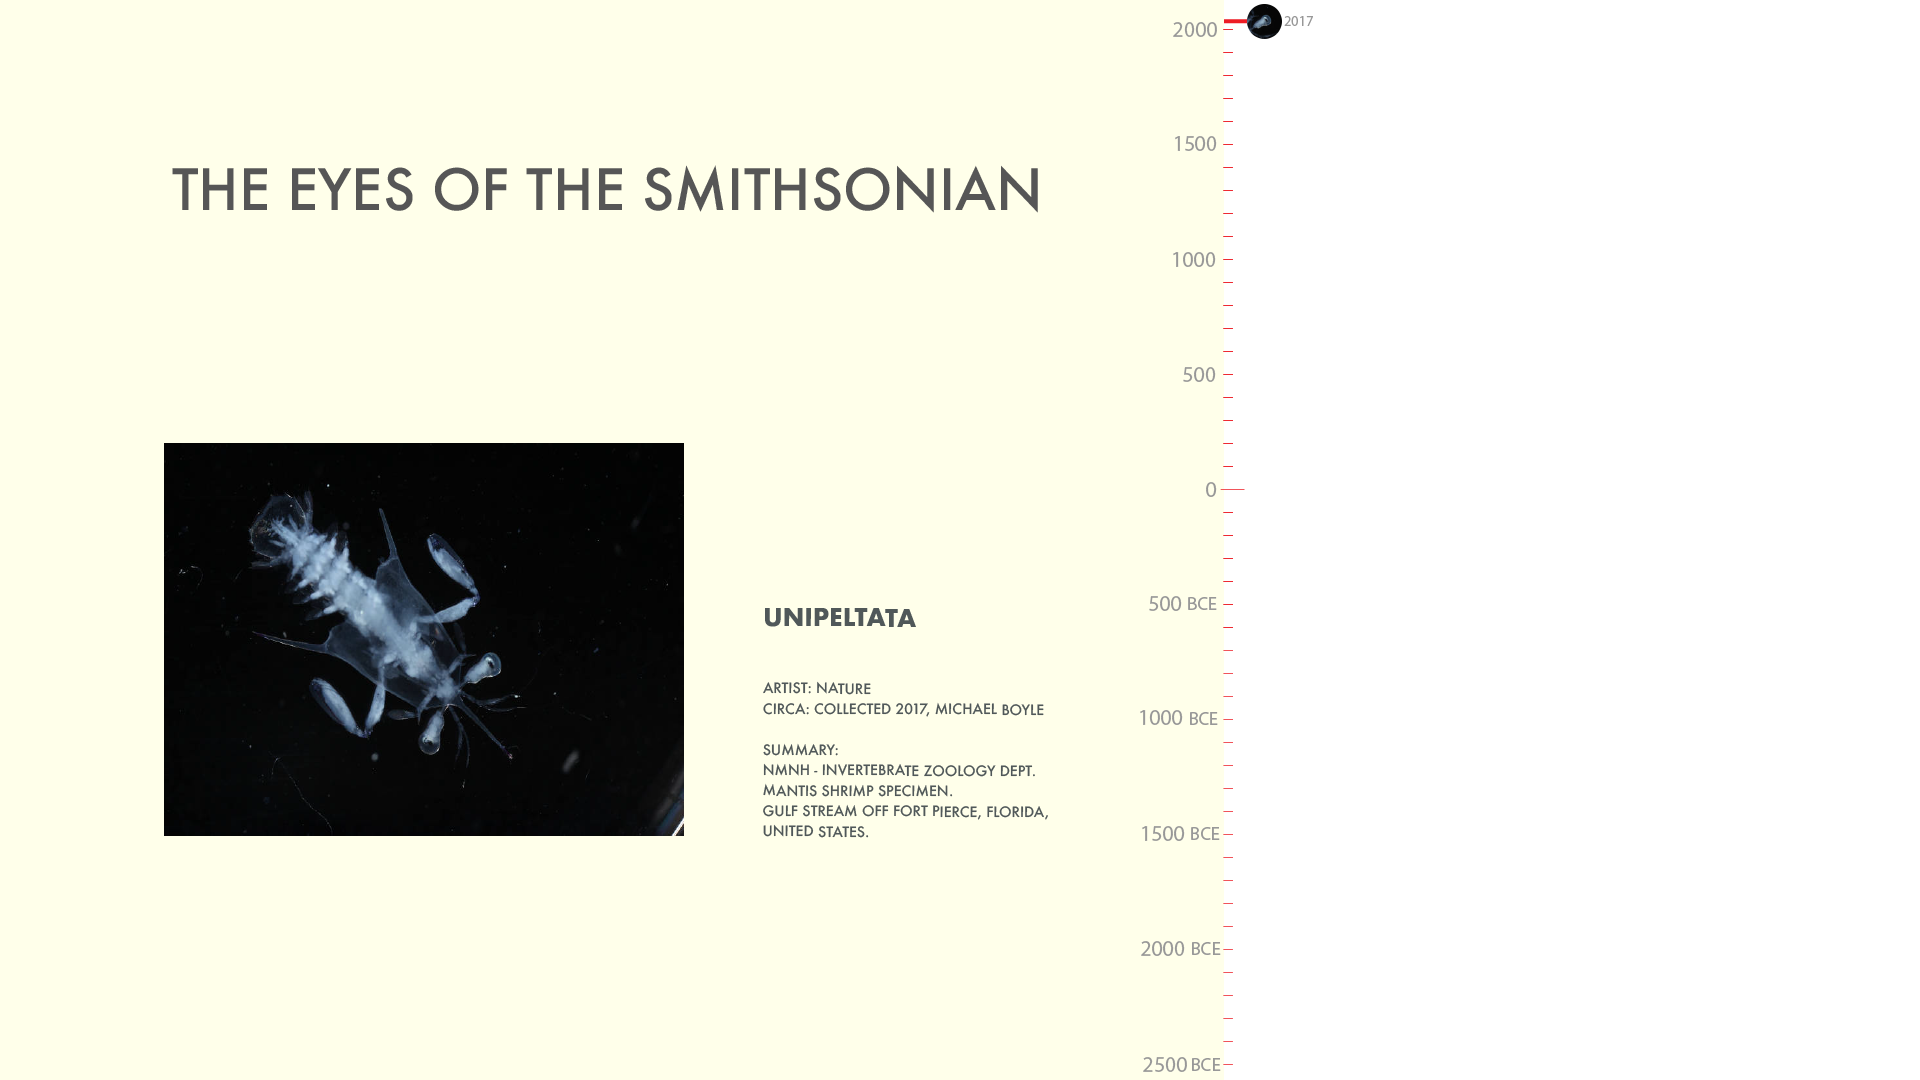 THE EYES OF THE SMITHSONIAN
UNIPELTATA
ARTIST: NATURE
CIRCA: COLLECTED 2017, MICHAEL BOYLE
SUMMARY:
NMNH - INVERTEBRATE ZOOLOGY DEPT.
MANTIS SHRIMP SPECIMEN.
GULF STREAM OFF FORT PIERCE, FLORIDA,
UNITED STATES.
2017
2000
1500
1000
500
0
500 BCE
1000 BCE
1500 BCE
2000 BCE
2500 BCE